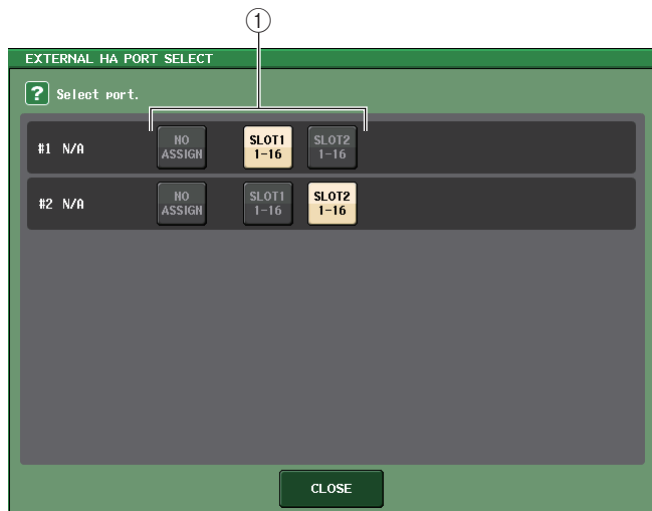 1
EXTERNAL HA PORT SELECT
? Select port.
#1 N/A
NO
ASSIGN
SLOT1
1-16
SLOT2
1-16
#2 N/A
NO
ASSIGN
SLOT1
1-16
SLOT2
1-16
CLOSE